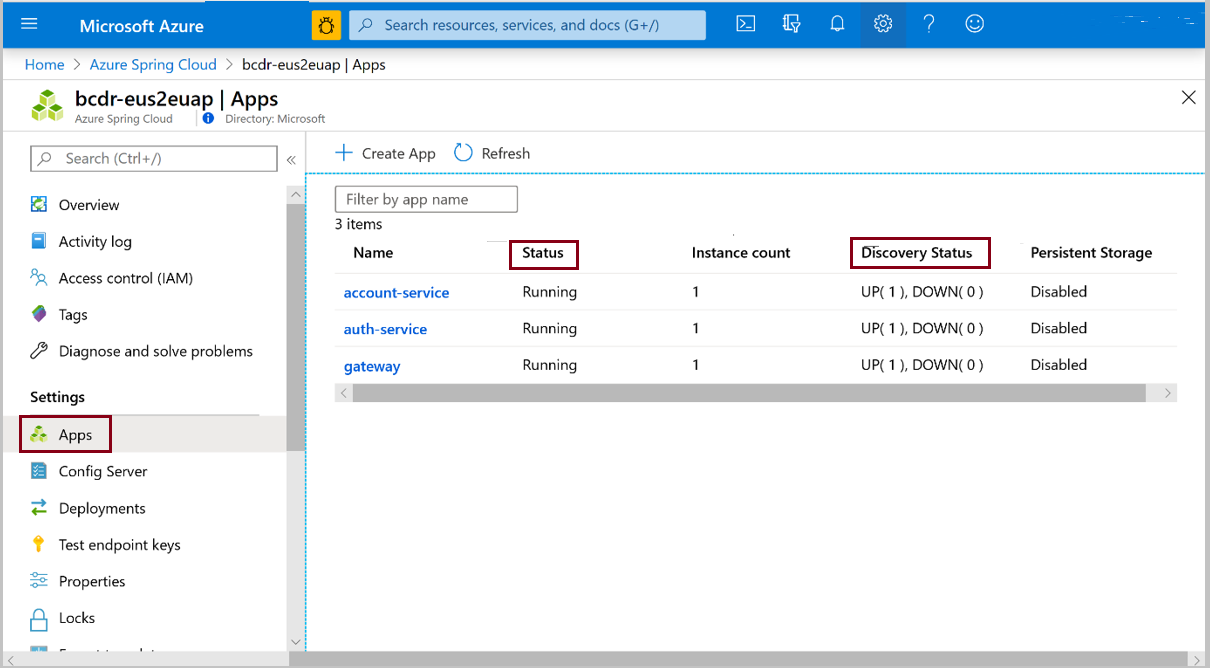 Microsoft Azure
Search resources, services, and docs (G+/)
Home > Azure Spring Cloud > bcdr-eus2euap | Apps
bcdr-eus2euap | Apps
Azure Spring Cloud
Directory: Microsoft
Search (Ctrl+/)
«
Overview
Activity log
Access control (IAM)
Tags
Diagnose and solve problems
Settings
Apps
Config Server
Deployments
Test endpoint keys
Properties
Locks
Create App
Refresh
Filter by app name
3 items
Name Status Instance count Discovery Status Persistent Storage
account-service Running 1 UP( 1 ), DOWN( 0 ) Disabled
auth-service Running 1 UP( 1 ), DOWN( 0 ) Disabled
gateway Running 1 UP( 1 ), DOWN( 0 ) Disabled